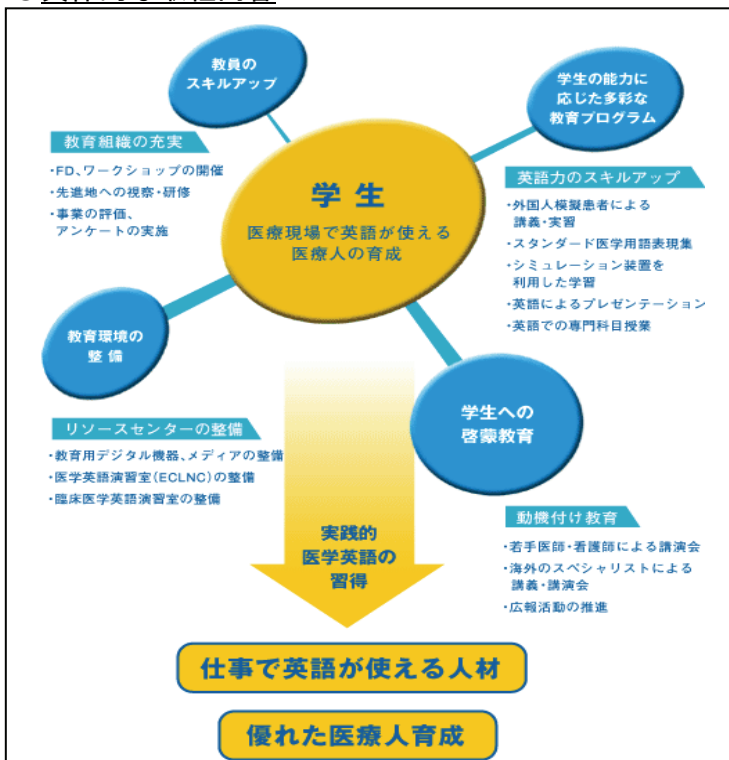 教員の
スキルアップ
学生の能力に
応じた多彩な
教育プログラム
教育組織の充実
・FD、ワークショップの開催
・先進地への視察・研修
・事業の評価、
アンケートの実施
学生
医療現場で英語が使える
医療人の育成
英語力のスキルアップ
・外国人模擬患者による
講義・実習
・スタンダード医学用語表現集
・シミュレーション装置を
利用した学習
・英語によるプレゼンテーション
・英語での専門科目授業
教育環境の
整備
リソースセンターの整備
・教育用デジタル機器、メディアの整備
・医学英語演習室(ECLNC)の整備
・臨床医学英語演習室の整備
学生への
啓蒙教育
動機付け教育
・若手医師・看護師による講演会
・海外のスペシャリストによる
講義・講演会
・広報活動の推進
実践的
医学英語の
習得
仕事で英語が使える人材
優れた医療人育成